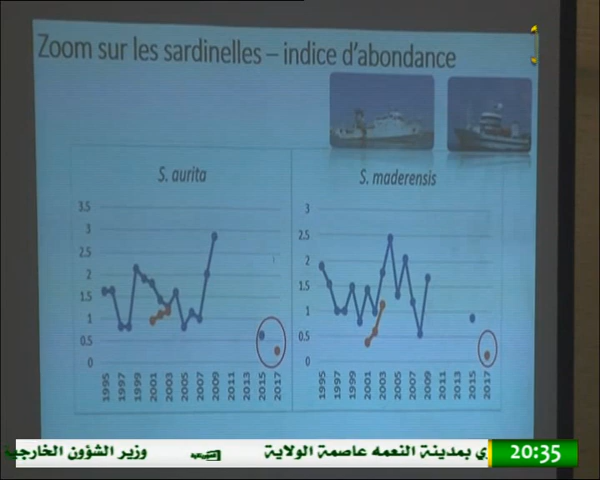 Zoom sur les sardinelles – indice d'abondance
S. aurita
3.5
3
2.5
2
1.5
1
0.5
0
1995 1997 1999 2001 2003 2005 2007 2009 2011 2013 2015 2017
S. maderensis
3
2.5
2
1.5
1
0.5
0
1995 1997 1999 2001 2003 2005 2007 2009 2011 2013 2015 2017
بمدينة النعمه عاصمة الولاية
وزير الشؤون الخارجية
20:35